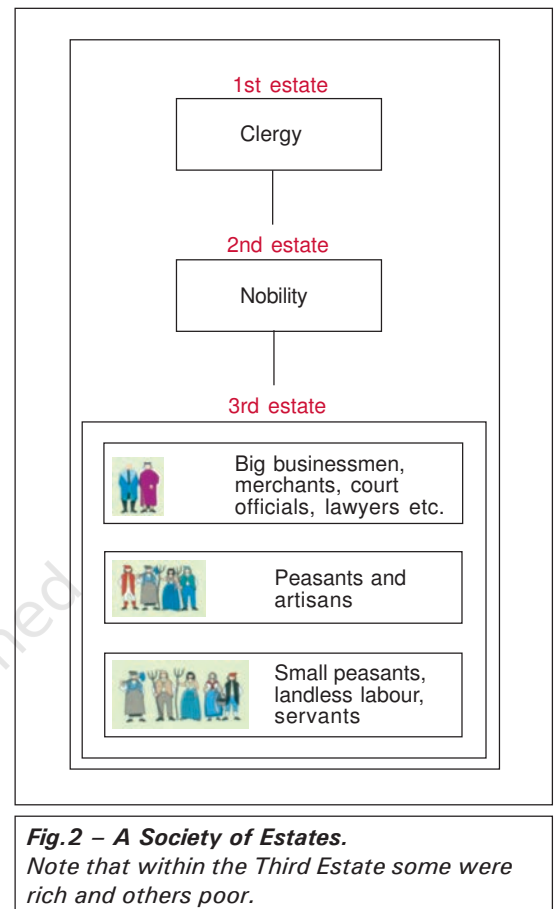 1st estate
Clergy
2nd estate
Nobility
3rd estate
Big businessmen,
merchants, court
officials, lawyers etc.
Peasants and
artisans
Small peasants,
landless labour,
servants
Fig.2 – A Society of Estates.
Note that within the Third Estate some were
rich and others poor.